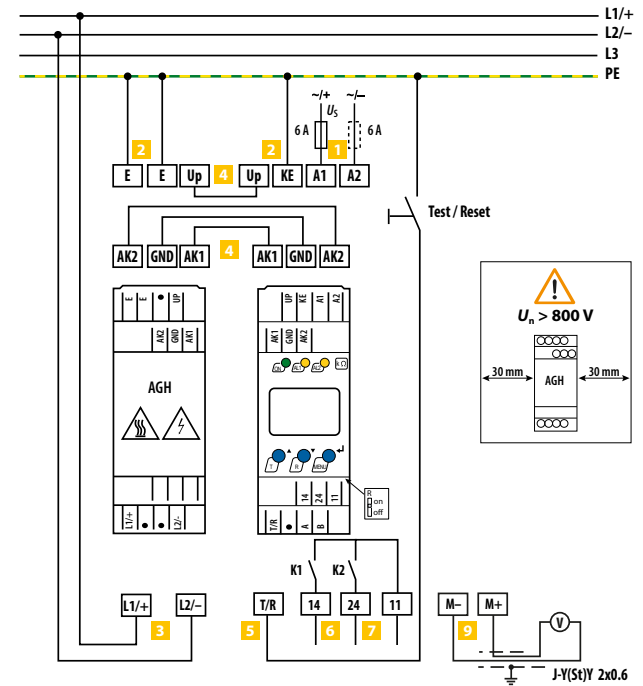 L1/+
L2/–
L3
PE
~/+ ~/–
US
6 A 6 A
2 2 1
E E Up 4 Up KE A1 A2
Test / Reset
AK2 GND AK1 4 AK1 GND AK2
E E UP
AK2 GND AK1
AGH
L1/+ L2/-
UP KE A1 A2
AK1 GND AK2
ON AL1 AL2 kΩ
T R MENU
14 24 11
T/R A B
R
on
off
Un > 800 V
30 mm AGH 30 mm
K1 K2
L1/+ L2/– T/R 14 24 11 M– M+
3 5 6 7 9
V
J-Y(St)Y 2x0.6